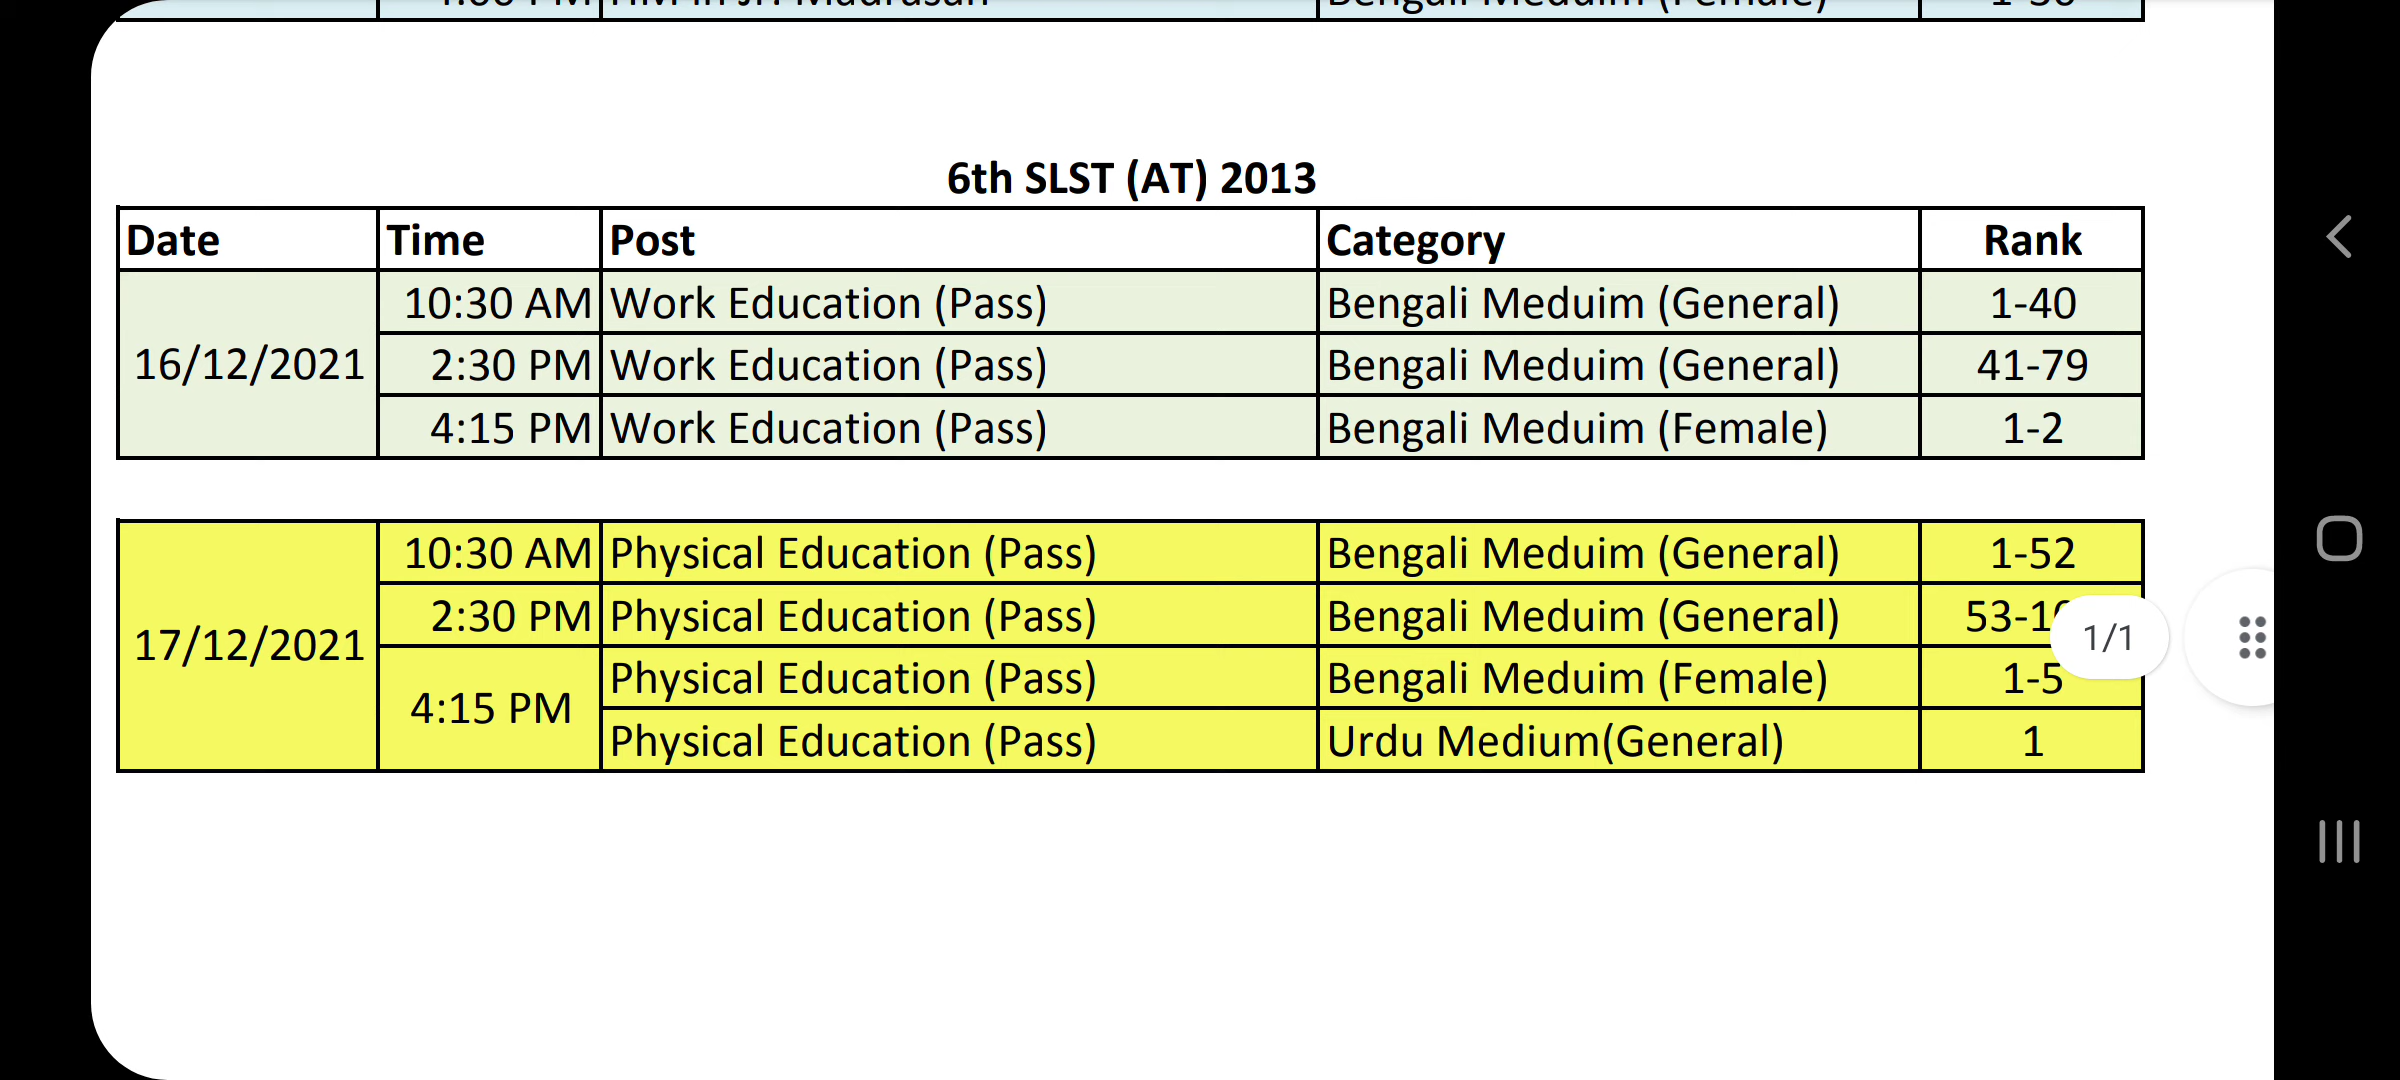 6th SLST (AT) 2013
Date Time Post Category Rank
16/12/2021
10:30 AM Work Education (Pass) Bengali Meduim (General) 1-40
2:30 PM Work Education (Pass) Bengali Meduim (General) 41-79
4:15 PM Work Education (Pass) Bengali Meduim (Female) 1-2
17/12/2021
10:30 AM Physical Education (Pass) Bengali Meduim (General) 1-52
2:30 PM Physical Education (Pass) Bengali Meduim (General)
1/1
4:15 PM
Physical Education (Pass) Bengali Meduim (Female) 1-5
Physical Education (Pass) Urdu Medium(General) 1